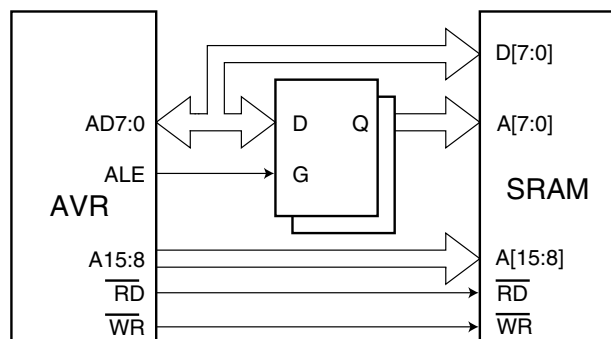 D[7:0]
AD7:0
D
Q
A[7:0]
ALE
G
AVR
SRAM
A15:8
A[15:8]
RD
RD
WR
WR